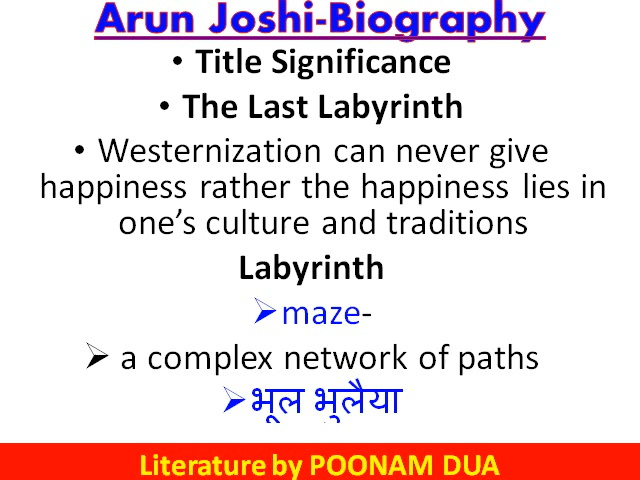 Arun Joshi-Biography
• Title Significance
• The Last Labyrinth
• Westernization can never give
happiness rather the happiness lies in
one’s culture and traditions
Labyrinth
➢maze-
➢ a complex network of paths
➢भूल भुलैया
Literature by POONAM DUA